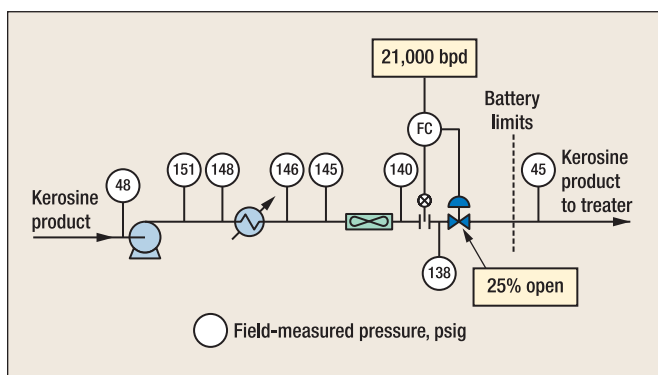 21,000 bpd
Battery
limits
FC
151
148
146
145
140
45
48
Kerosine
product
Kerosine
product
to treater
138
25% open
Field-measured pressure, psig